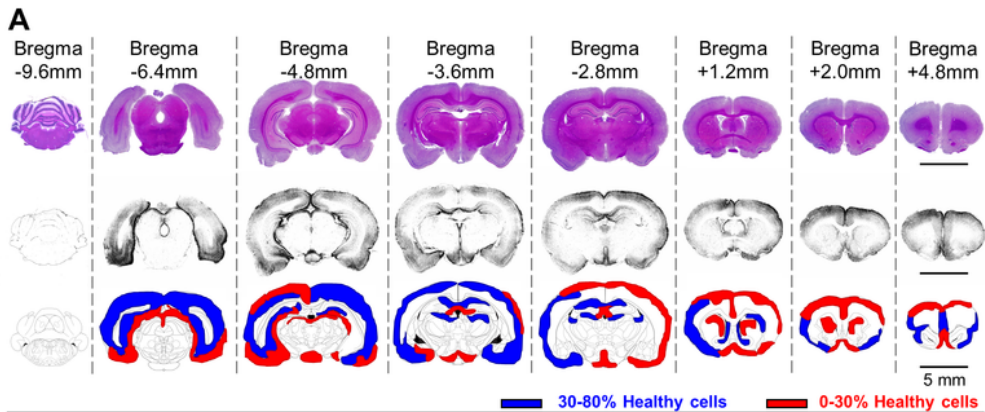 A
Bregma -9.6mm
Bregma -6.4mm
Bregma -4.8mm
Bregma -3.6mm
Bregma -2.8mm
Bregma +1.2mm
Bregma +2.0mm
Bregma +4.8mm
5 mm
30-80% Healthy cells
0-30% Healthy cells